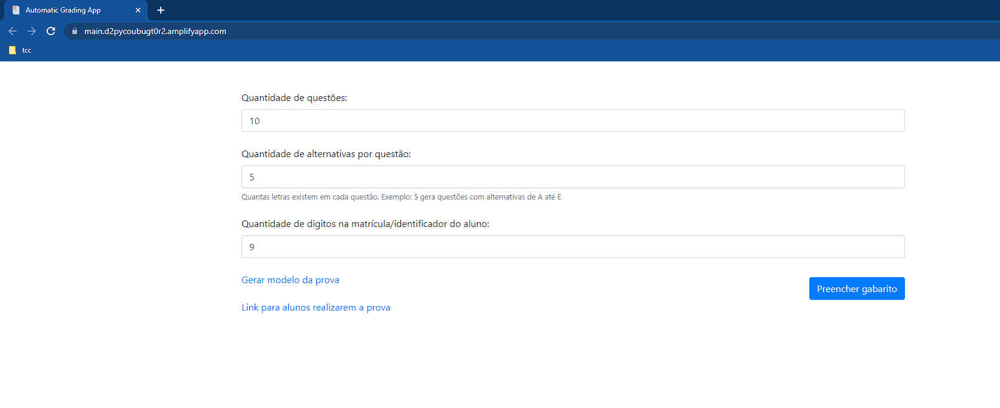 Automatic Grading App
main.d2pycoubugt0r2.amplifyapp.com
tcc
Quantidade de questões:
10
Quantidade de alternativas por questão:
5
Quantas letras existem em cada questão. Exemplo: 5 gera questões com alternativas de A até E
Quantidade de digitos na matrícula/identificador do aluno:
9
Gerar modelo da prova
Preencher gabarito
Link para alunos realizarem a prova